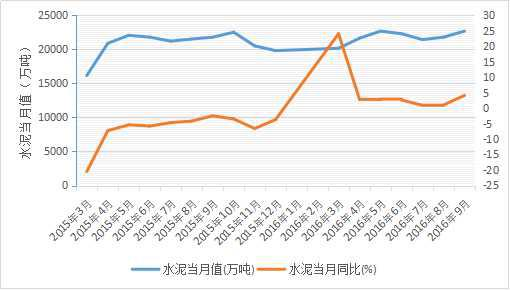 25000
20000
15000
10000
5000
0
水泥当月值（万吨）
30
25
20
15
10
5
0
-5
-10
-15
-20
-25
2015年3月
2015年4月
2015年5月
2015年6月
2015年7月
2015年8月
2015年9月
2015年10月
2015年11月
2015年12月
2016年1月
2016年2月
2016年3月
2016年4月
2016年5月
2016年6月
2016年7月
2016年8月
2016年9月
水泥当月值(万吨) 水泥当月同比(%)